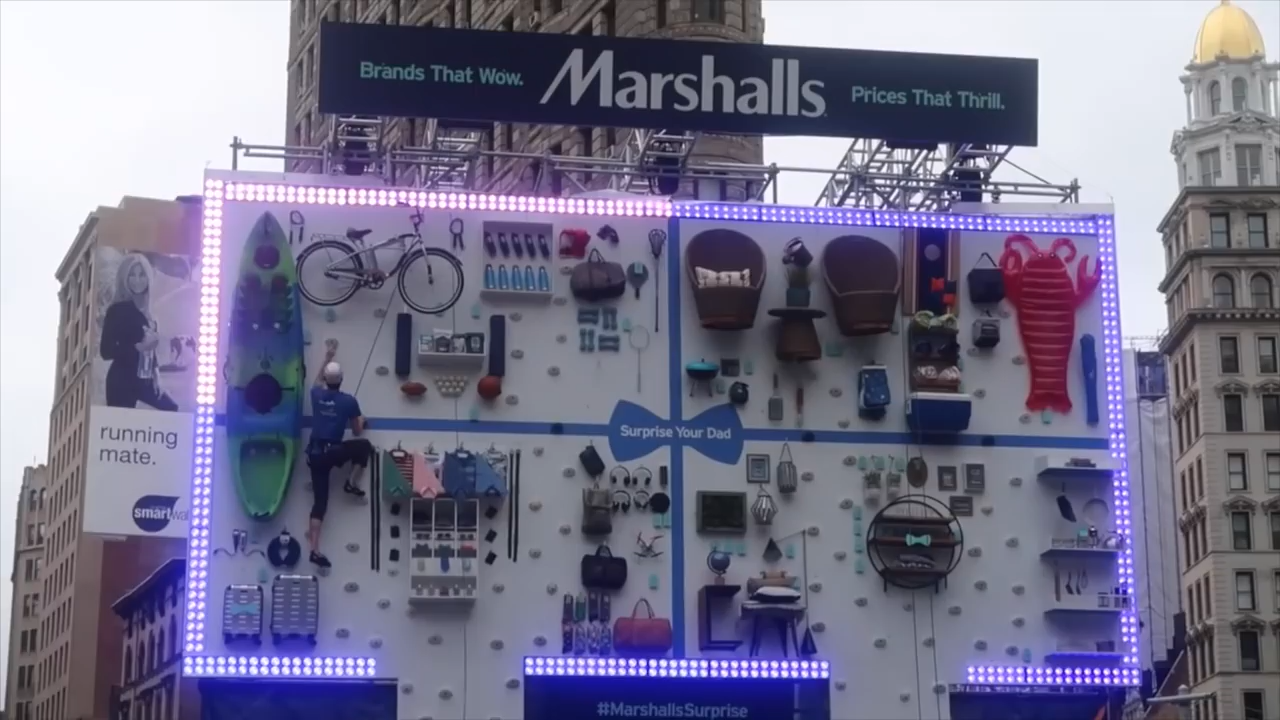 Brands That Wow.
Marshalls
Prices That Thrill.
Surprise Your Dad
running
mate.
smart
#MarshallsSurprise